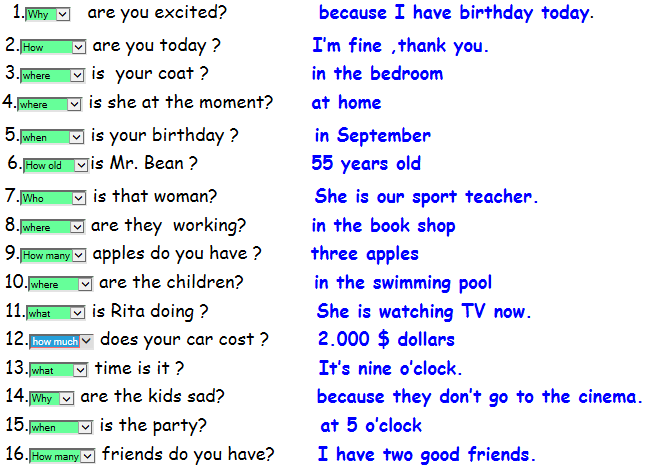 1. Why are you excited? because I have birthday today.
2. How are you today ? I'm fine ,thank you.
3. where is your coat ? in the bedroom
4. where is she at the moment? at home
5. when is your birthday ? in September
6. How old is Mr. Bean ? 55 years old
7. Who is that woman? She is our sport teacher.
8. where are they working? in the book shop
9. How many apples do you have ? three apples
10. where are the children? in the swimming pool
11. what is Rita doing ? She is watching TV now.
12. how much does your car cost ? 2.000 $ dollars
13. what time is it ? It's nine o'clock.
14. Why are the kids sad? because they don't go to the cinema.
15. when is the party? at 5 o'clock
16. How many friends do you have? I have two good friends.